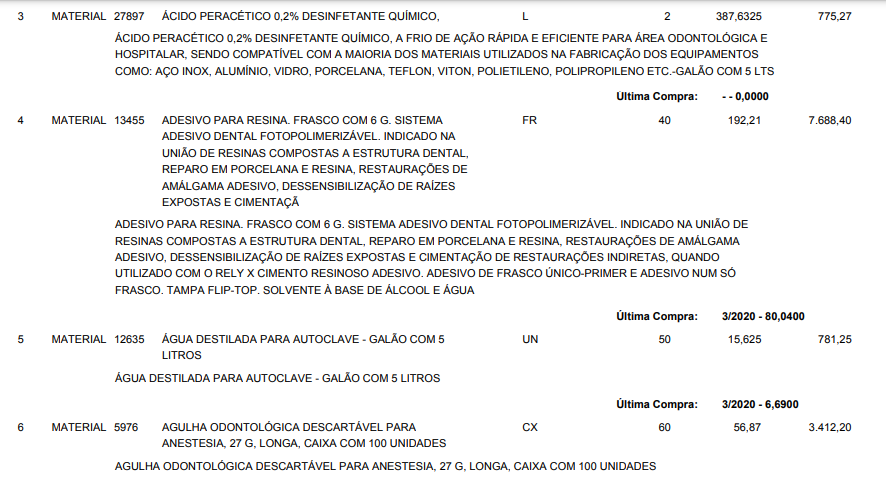 3 MATERIAL 27897 ÁCIDO PERACÉTICO 0,2% DESINFETANTE QUÍMICO, L 2 387,6325 775,27
ÁCIDO PERACÉTICO 0,2% DESINFETANTE QUÍMICO, A FRIO DE AÇÃO RÁPIDA E EFICIENTE PARA ÁREA ODONTOLÓGICA E
HOSPITALAR, SENDO COMPATÍVEL COM A MAIORIA DOS MATERIAIS UTILIZADOS NA FABRICAÇÃO DOS EQUIPAMENTOS
COMO: AÇO INOX, ALUMÍNIO, VIDRO, PORCELANA, TEFLON, VITON, POLIETILENO, POLIPROPILENO ETC.-GALÃO COM 5 LTS
Última Compra: - - 0,0000
4 MATERIAL 13455 ADESIVO PARA RESINA. FRASCO COM 6 G. SISTEMA FR 40 192,21 7.688,40
ADESIVO DENTAL FOTOPOLIMERIZÁVEL. INDICADO NA
UNIÃO DE RESINAS COMPOSTAS A ESTRUTURA DENTAL,
REPARO EM PORCELANA E RESINA, RESTAURAÇÕES DE
AMÁLGAMA ADESIVO, DESSENSIBILIZAÇÃO DE RAÍZES
EXPOSTAS E CIMENTAÇÃ
ADESIVO PARA RESINA. FRASCO COM 6 G. SISTEMA ADESIVO DENTAL FOTOPOLIMERIZÁVEL. INDICADO NA UNIÃO DE
RESINAS COMPOSTAS A ESTRUTURA DENTAL, REPARO EM PORCELANA E RESINA, RESTAURAÇÕES DE AMÁLGAMA
ADESIVO, DESSENSIBILIZAÇÃO DE RAÍZES EXPOSTAS E CIMENTAÇÃO DE RESTAURAÇÕES INDIRETAS, QUANDO
UTILIZADO COM O RELY X CIMENTO RESINOSO ADESIVO. ADESIVO DE FRASCO ÚNICO-PRIMER E ADESIVO NUM SÓ
FRASCO. TAMPA FLIP-TOP. SOLVENTE À BASE DE ÁLCOOL E ÁGUA
Última Compra: 3/2020 - 80,0400
5 MATERIAL 12635 ÁGUA DESTILADA PARA AUTOCLAVE - GALÃO COM 5 UN 50 15,625 781,25
LITROS
ÁGUA DESTILADA PARA AUTOCLAVE - GALÃO COM 5 LITROS
Última Compra: 3/2020 - 6,6900
6 MATERIAL 5976 AGULHA ODONTOLÓGICA DESCARTÁVEL PARA CX 60 56,87 3.412,20
ANESTESIA, 27 G, LONGA, CAIXA COM 100 UNIDADES
AGULHA ODONTOLÓGICA DESCARTÁVEL PARA ANESTESIA, 27 G, LONGA, CAIXA COM 100 UNIDADES